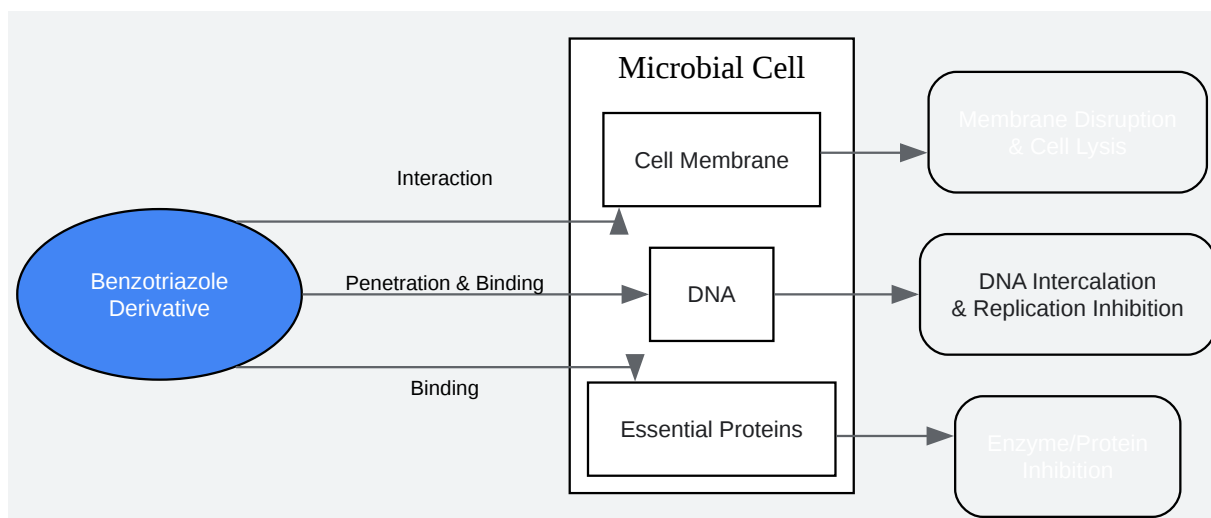 Microbial Cell
Membrane Disruption
& Cell Lysis
Cell Membrane
Interaction
Benzotriazole
Derivative
Penetration & Binding
DNA
DNA Intercalation
& Replication Inhibition
Binding
Essential Proteins
Enzyme/Protein
Inhibition